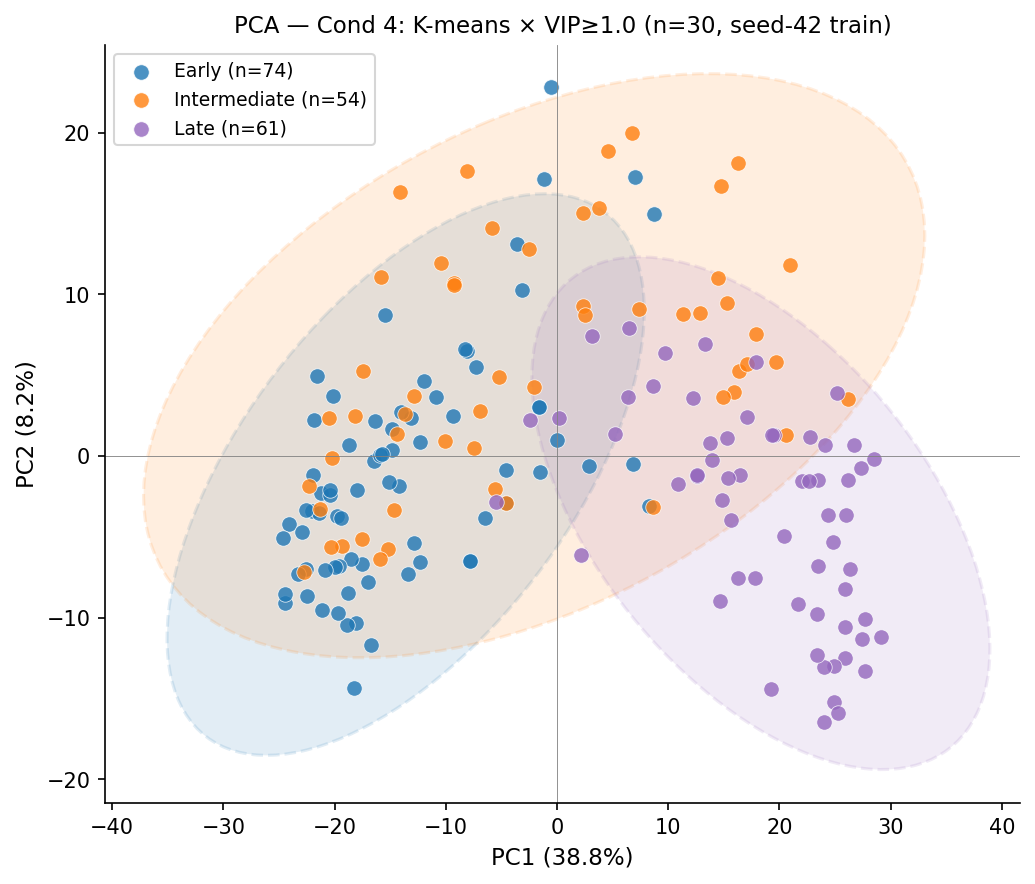 PCA — Cond 4: K-means × VIP≥1.0 (n=30, seed-42 train)
Early (n=74)
Intermediate (n=54)
Late (n=61)
20
10
0
−10
−20
PC2 (8.2%)
−40 −30 −20 −10 0 10 20 30 40
PC1 (38.8%)